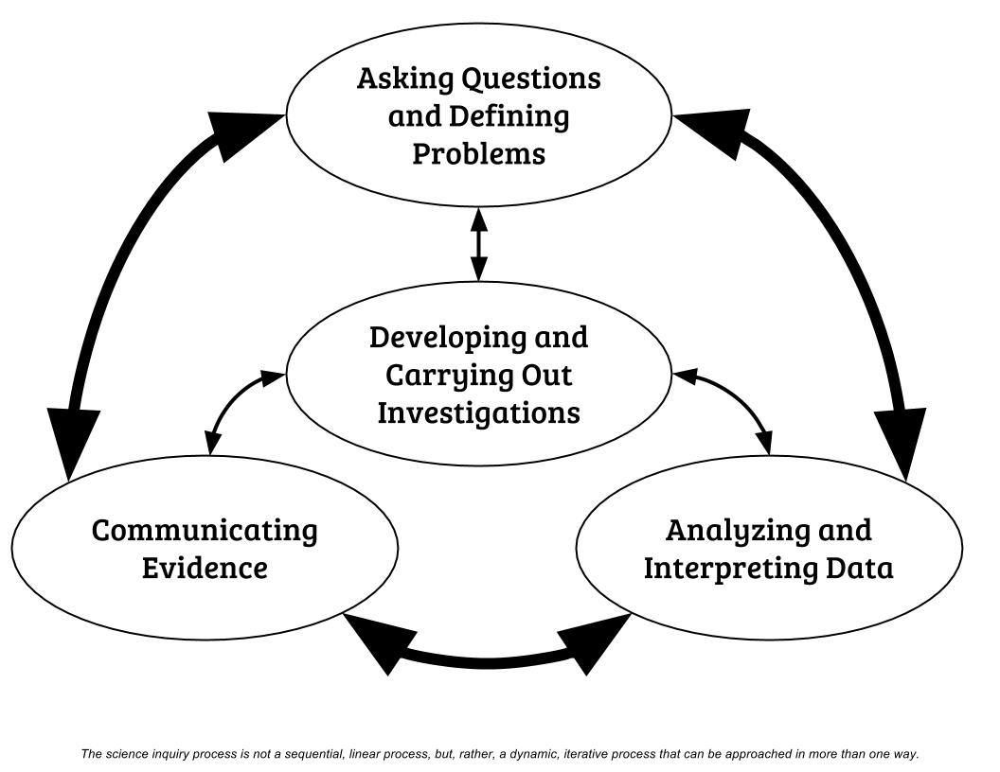 Asking Questions
and Defining
Problems
Developing and
Carrying Out
Investigations
Communicating
Evidence
Analyzing and
Interpreting Data
The science inquiry process is not a sequential, linear process, but, rather, a dynamic, iterative process that can be approached in more than one way.